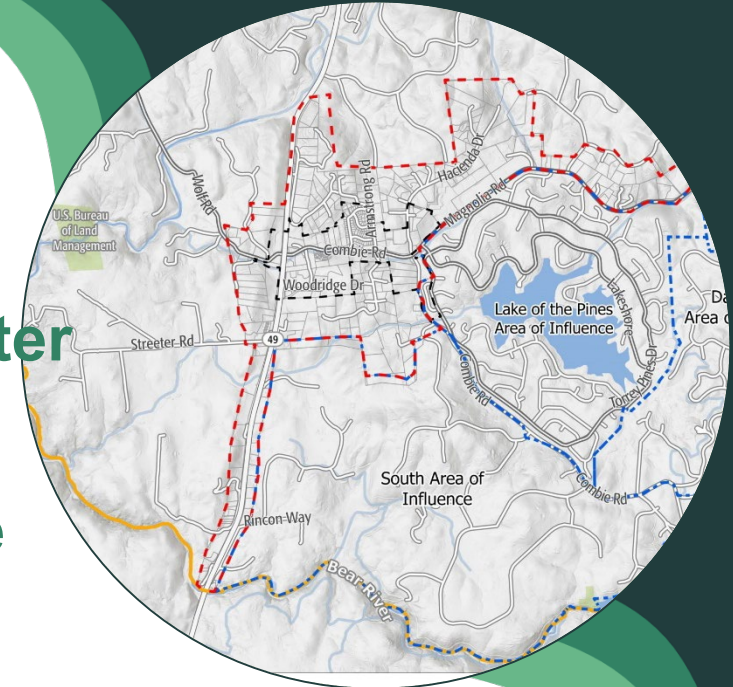 Hacienda Dr
Armstrong Rd
Wolf Rd
Magnolia Rd
U.S. Bureau
of Land
Management
Combie Rd
Woodridge Dr
Lake of the Pines
Area of Influence
Lakeshore
Da
Area o
ter
Streeter Rd
49
Combie Rd
Torrey Pines Dr
South Area of
Influence
Combie Rd
Rincon Way
e
Bear River